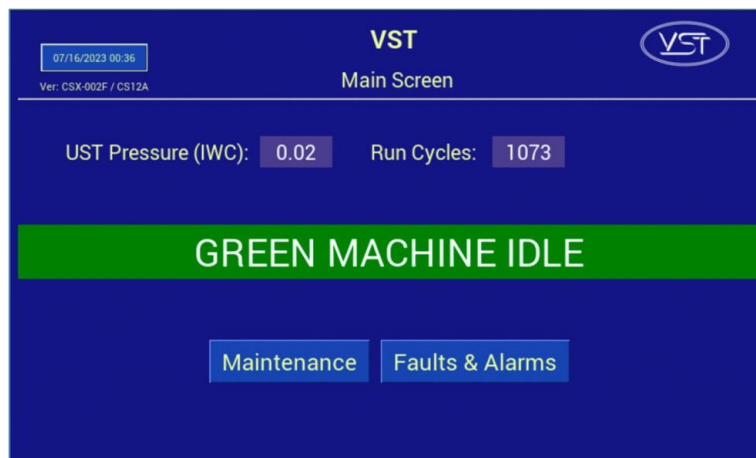 VST
VST
07/16/2023 00:36
Main Screen
Ver: CSX-002F / CS12A
UST Pressure (IWC): 0.02 Run Cycles: 1073
GREEN MACHINE IDLE
Maintenance Faults & Alarms